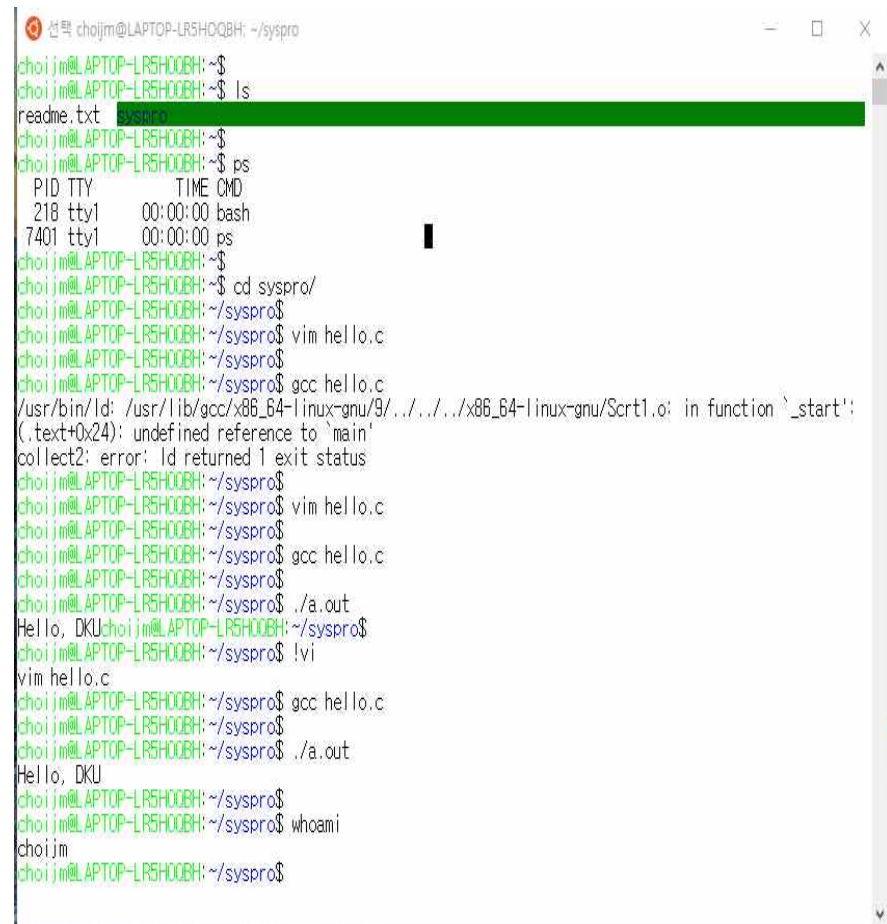 선택 choijm@LAPTOP-LR5HOQBH: ~/syspro
choijm@LAPTOP-LR5HOQBH:~$
choijm@LAPTOP-LR5HOQBH:~$ ls
readme.txt syspro
choijm@LAPTOP-LR5HOQBH:~$
choijm@LAPTOP-LR5HOQBH:~$ ps
PID TTY TIME CMD
218 tty1 00:00:00 bash
7401 tty1 00:00:00 ps
choijm@LAPTOP-LR5HOQBH:~$
choijm@LAPTOP-LR5HOQBH:~$ cd syspro/
choijm@LAPTOP-LR5HOQBH:~/syspro$
choijm@LAPTOP-LR5HOQBH:~/syspro$ vim hello.c
choijm@LAPTOP-LR5HOQBH:~/syspro$
choijm@LAPTOP-LR5HOQBH:~/syspro$ gcc hello.c
/usr/bin/ld: /usr/lib/gcc/x86_64-linux-gnu/9/../../../x86_64-linux-gnu/Scrt1.o: in function `_start':
(.text+0x24): undefined reference to `main'
collect2: error: ld returned 1 exit status
choijm@LAPTOP-LR5HOQBH:~/syspro$
choijm@LAPTOP-LR5HOQBH:~/syspro$ vim hello.c
choijm@LAPTOP-LR5HOQBH:~/syspro$
choijm@LAPTOP-LR5HOQBH:~/syspro$ gcc hello.c
choijm@LAPTOP-LR5HOQBH:~/syspro$
choijm@LAPTOP-LR5HOQBH:~/syspro$ ./a.out
Hello, DKUchoijm@LAPTOP-LR5HOQBH:~/syspro$
choijm@LAPTOP-LR5HOQBH:~/syspro$ !vi
vim hello.c
choijm@LAPTOP-LR5HOQBH:~/syspro$ gcc hello.c
choijm@LAPTOP-LR5HOQBH:~/syspro$
choijm@LAPTOP-LR5HOQBH:~/syspro$ ./a.out
Hello, DKU
choijm@LAPTOP-LR5HOQBH:~/syspro$
choijm@LAPTOP-LR5HOQBH:~/syspro$ whoami
choijm
choijm@LAPTOP-LR5HOQBH:~/syspro$